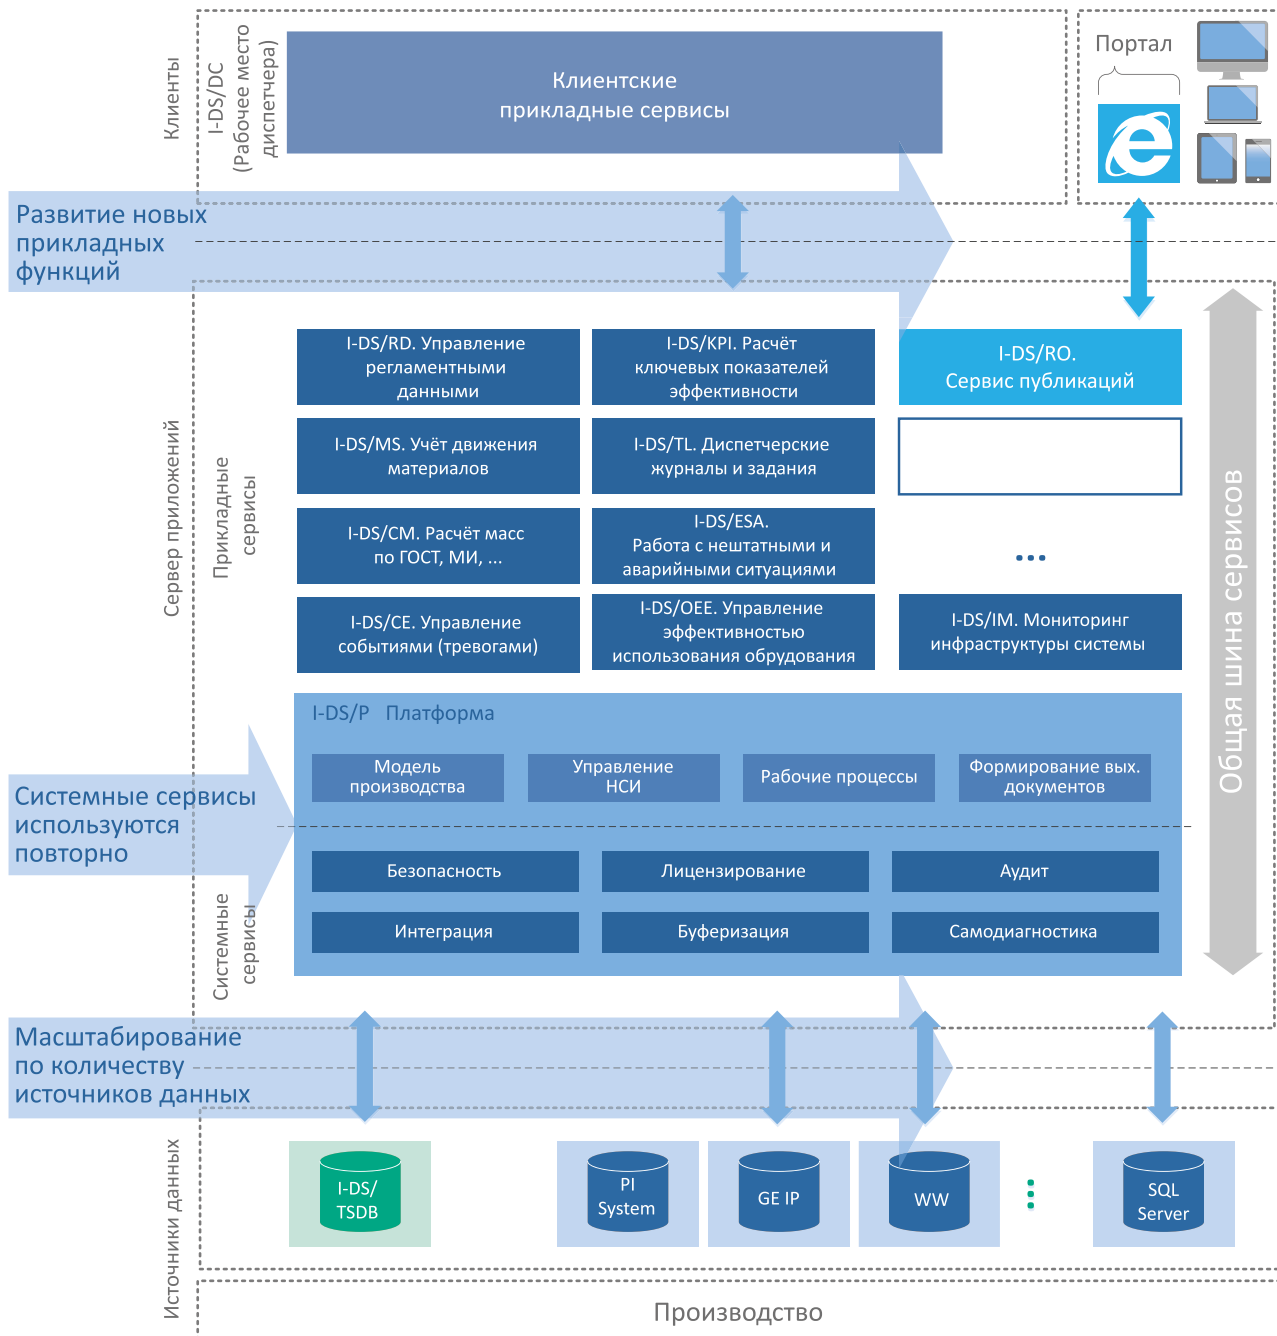 Клиенты
I-DS/DC
(Рабочее место
диспетчера)
Клиентские
прикладные сервисы
Портал
Развитие новых
прикладных
функций
Сервер приложений
Прикладные
сервисы
I-DS/RD. Управление
регламентными
данными
I-DS/KPI. Расчёт
ключевых показателей
эффективности
I-DS/RO.
Сервис публикаций
I-DS/MS. Учёт движения
материалов
I-DS/TL. Диспетчерские
журналы и задания
I-DS/CM. Расчёт масс
по ГОСТ, МИ, ...
I-DS/ESA.
Работа с нештатными и
аварийными ситуациями
...
I-DS/CE. Управление
событиями (тревогами)
I-DS/OEE. Управление
эффективностью
использования обрудования
I-DS/IM. Мониторинг
инфраструктуры системы
Общая шина сервисов
I-DS/P Платформа
Модель
производства
Управление
НСИ
Рабочие процессы
Формирование вых.
документов
Системные сервисы
используются
повторно
Системные
сервисы
Безопасность
Лицензирование
Аудит
Интеграция
Буферизация
Самодиагностика
Масштабирование
по количеству
источников данных
Источники данных
I-DS/
TSDB
PI
System
GE IP
WW
SQL
Server
Производство